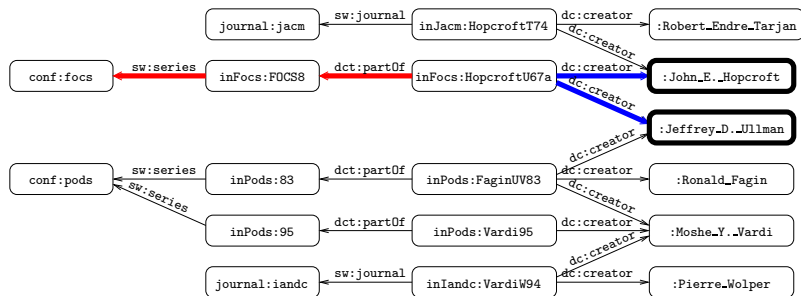 journal:jacm sw:journal inJacm:HopcroftT74 dc:creator :Robert_Endre_Tarjan
dc:creator
conf:focs sw:series inFocs:FOCS8 dct:partOf inFocs:HopcroftU67a dc:creator :John_E._Hopcroft
dc:creator
:Jeffrey_D._Ullman
dc:creator
conf:pods sw:series inPods:83 dct:partOf inPods:FaginUV83 dc:creator :Ronald_Fagin
sw:series dc:creator
inPods:95 dct:partOf inPods:Vardi95 dc:creator :Moshe_Y._Vardi
dc:creator
journal:iandc sw:journal inIandc:VardiW94 dc:creator :Pierre_Wolper